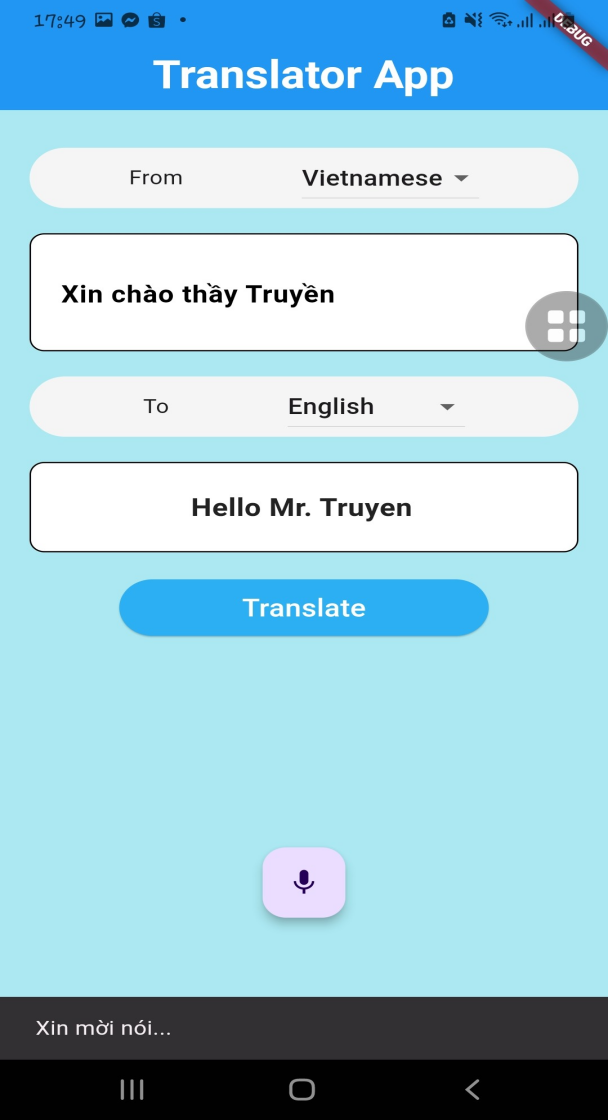 17:49
DEBUG
Translator App
From Vietnamese
Xin chào thầy Truyền
To English
Hello Mr. Truyen
Translate
Xin mời nói...